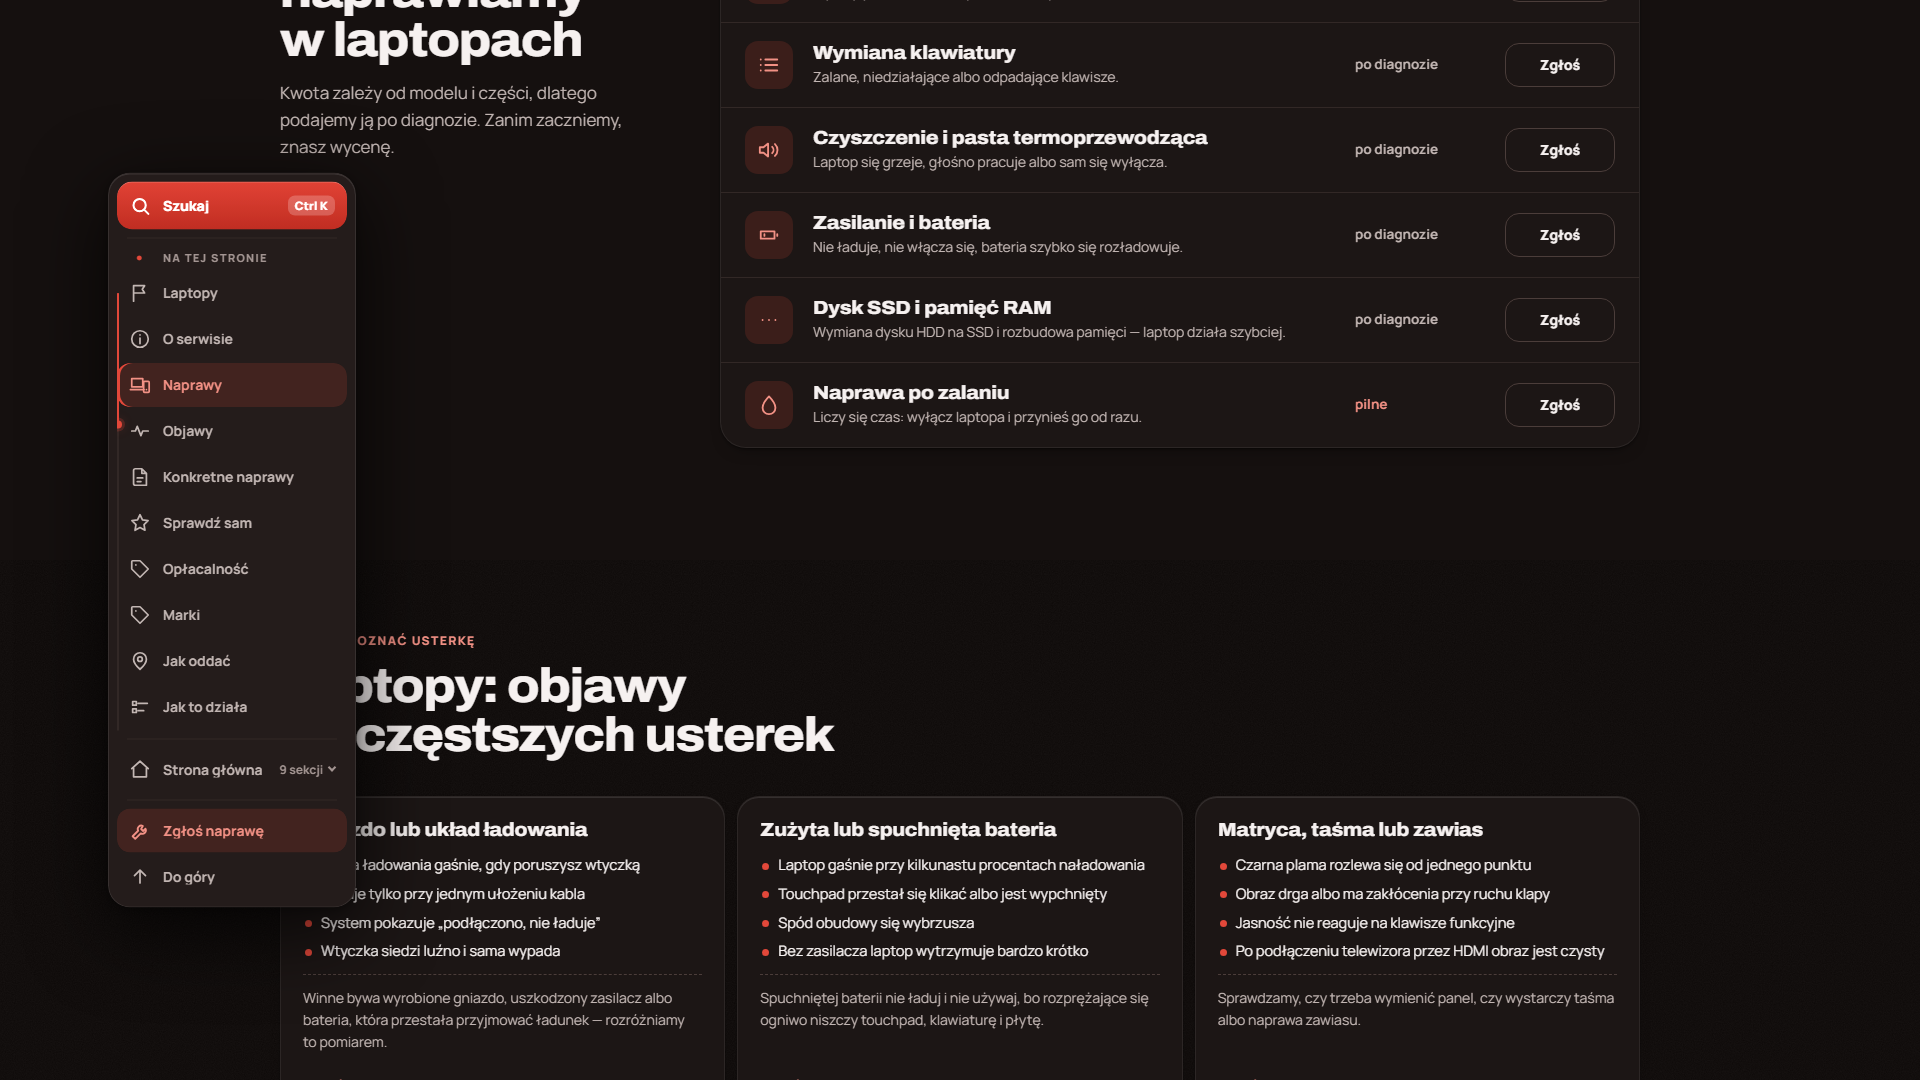 w laptopach
Kwota zależy od modelu i części, dlatego
podajemy ją po diagnozie. Zanim zaczniemy,
znasz wycenę.
Wymiana klawiatury
Zalane, niedziałające albo odpadające klawisze.
po diagnozie
Zgłoś
Czyszczenie i pasta termoprzewodząca
Laptop się grzeje, głośno pracuje albo sam się wyłącza.
po diagnozie
Zgłoś
Zasilanie i bateria
Nie ładuje, nie włącza się, bateria szybko się rozładowuje.
po diagnozie
Zgłoś
Dysk SSD i pamięć RAM
Wymiana dysku HDD na SSD i rozbudowa pamięci — laptop działa szybciej.
po diagnozie
Zgłoś
Naprawa po zalaniu
Liczy się czas: wyłącz laptopa i przynieś go od razu.
pilne
Zgłoś
Szukaj
Ctrl K
NA TEJ STRONIE
Laptopy
O serwisie
Naprawy
Objawy
Konkretne naprawy
Sprawdź sam
Opłacalność
Marki
Jak oddać
Jak to działa
Strona główna
9 sekcji
Zgłoś naprawę
Do góry
OZNAĆ USTERKĘ
ptopy: objawy
częstszych usterek
zdo lub układ ładowania
a ładowania gaśnie, gdy poruszysz wtyczką
je tylko przy jednym ułożeniu kabla
System pokazuje „podłączono, nie ładuje”
Wtyczka siedzi luźno i sama wypada
Winne bywa wyrobione gniazdo, uszkodzony zasilacz albo
bateria, która przestała przyjmować ładunek — rozróżniamy
to pomiarem.
Zużyta lub spuchnięta bateria
Laptop gaśnie przy kilkunastu procentach naładowania
Touchpad przestał się klikać albo jest wypchnięty
Spód obudowy się wybrzusza
Bez zasilacza laptop wytrzymuje bardzo krótko
Spuchniętej baterii nie ładuj i nie używaj, bo rozprężające się
ogniwo niszczy touchpad, klawiaturę i płytę.
Matryca, taśma lub zawias
Czarna plama rozlewa się od jednego punktu
Obraz drga albo ma zakłócenia przy ruchu klapy
Jasność nie reaguje na klawisze funkcyjne
Po podłączeniu telewizora przez HDMI obraz jest czysty
Sprawdzamy, czy trzeba wymienić panel, czy wystarczy taśma
albo naprawa zawiasu.